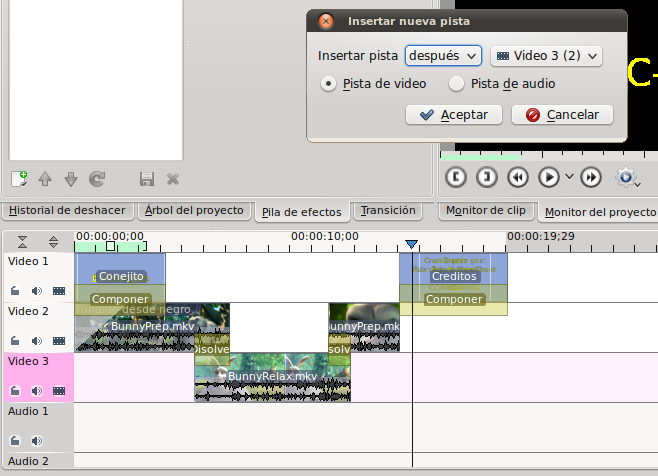 Insertar nueva pista
Insertar pista después Video 3 (2)
Pista de video Pista de audio
Aceptar Cancelar
C-
Historial de deshacer Árbol del proyecto Pila de efectos Transición Monitor de clip Monitor del proyecto
00:00:00;00 00:00:10;00 00:00:19;29
Video 1
Conejito Creditos
Componer Componer
Video 2
Fundido desde negro
BunnyPrep.mkv BunnyPrep.mkv
Disolve solv
Video 3
BunnyRelax.mkv
Audio 1
Audio 2